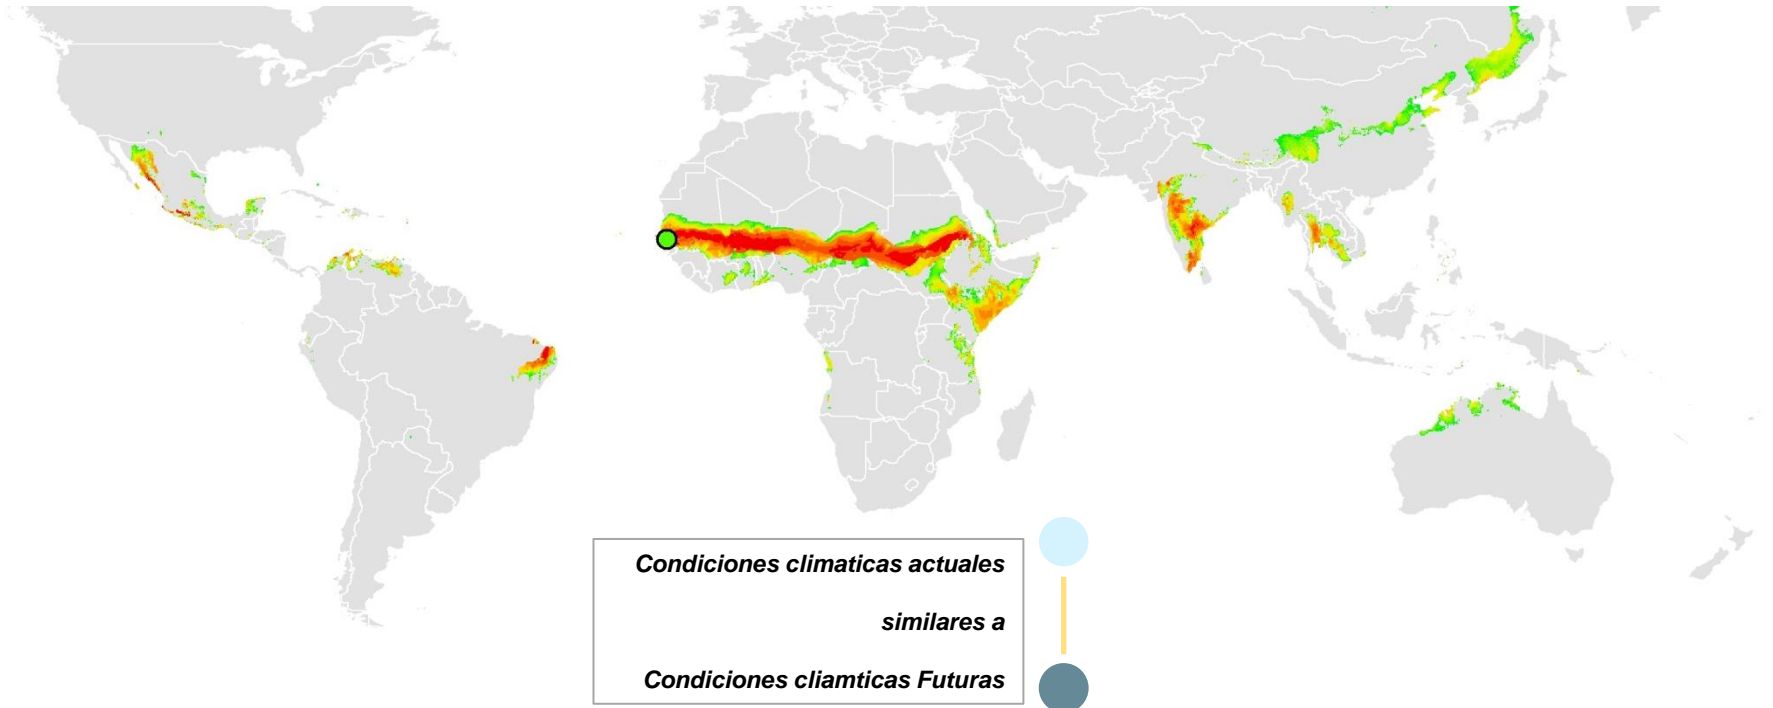 Condiciones climaticas actuales
similares a
Condiciones cliamticas Futuras